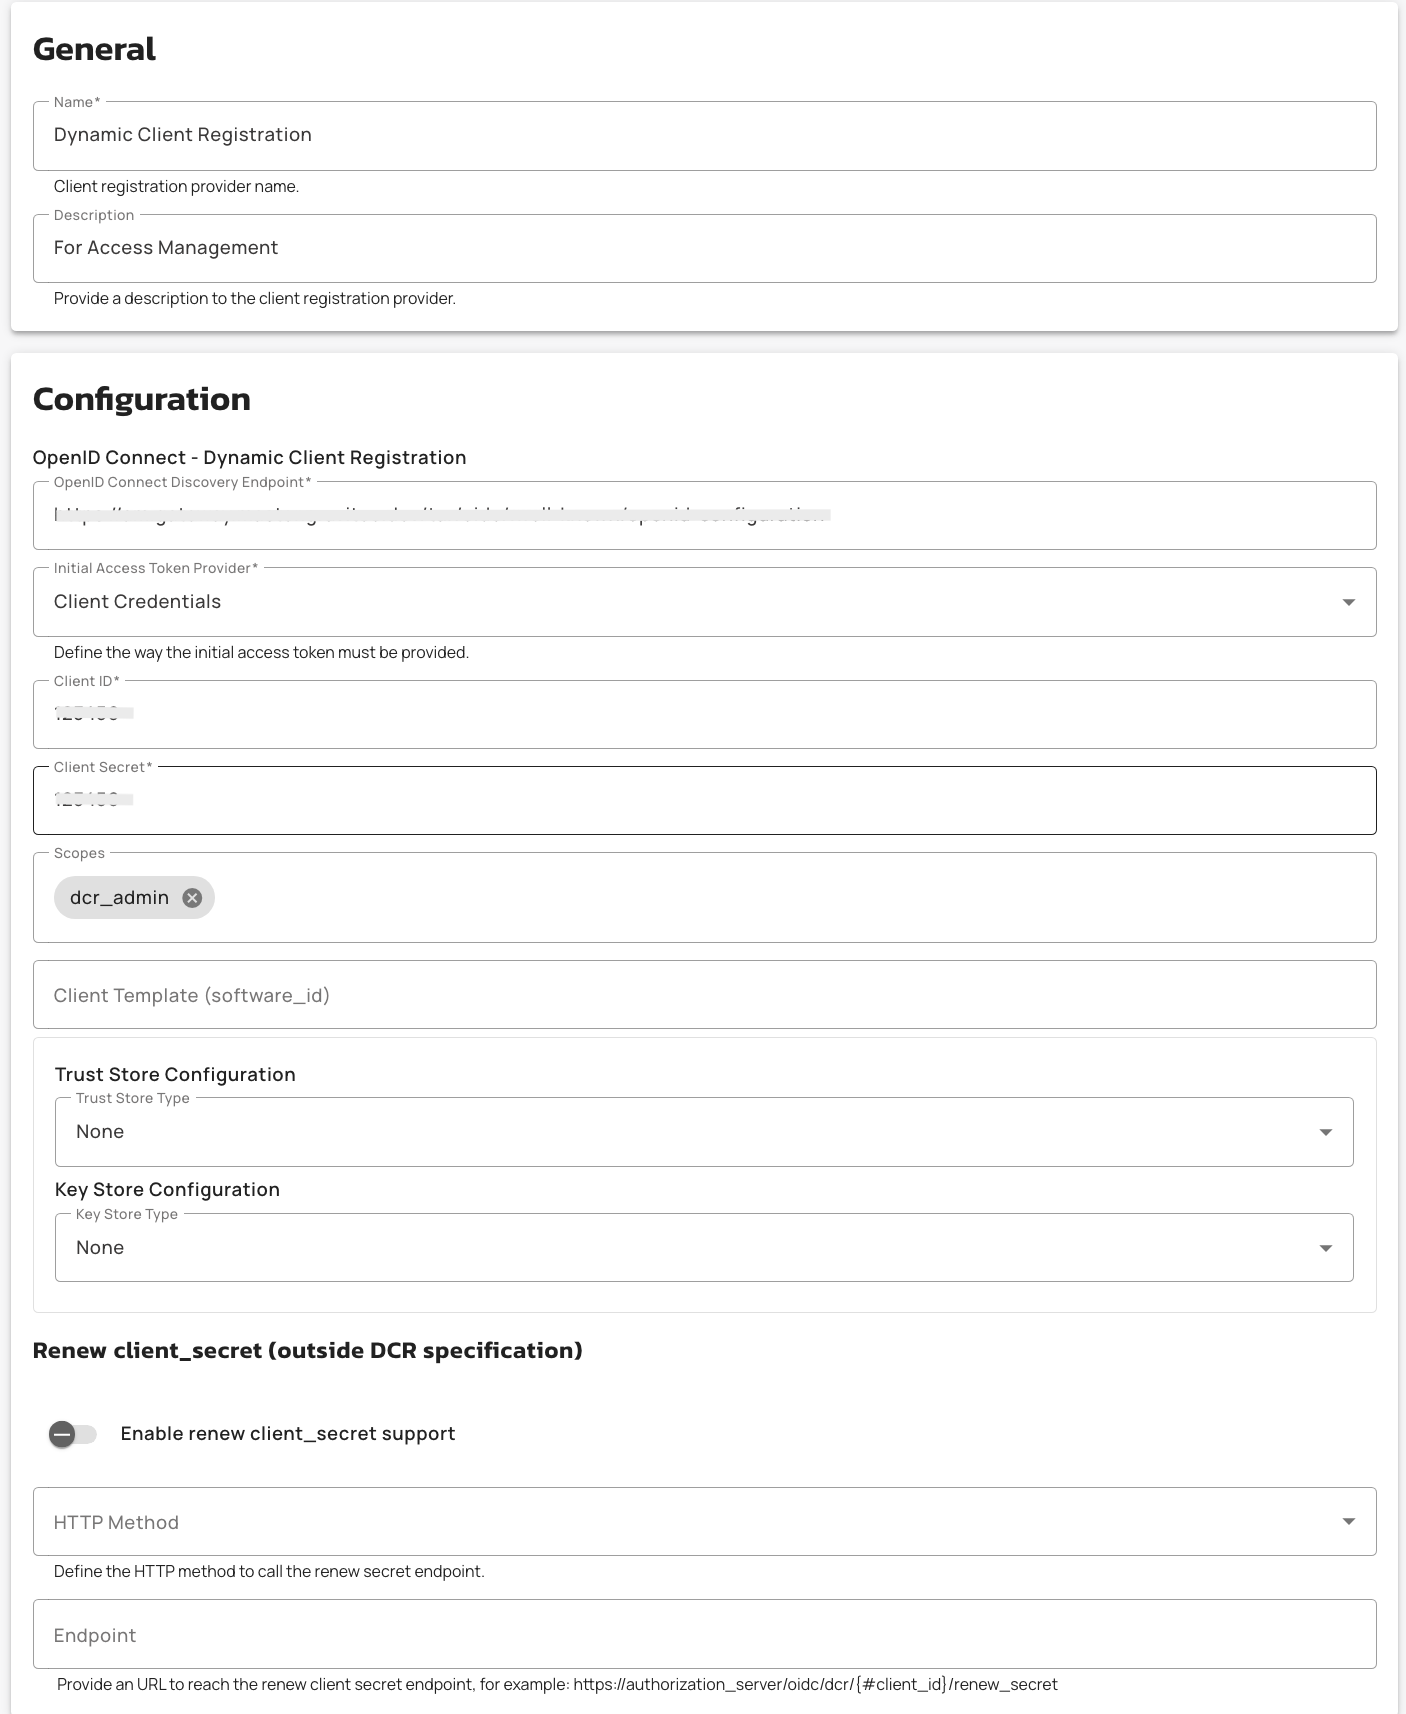 General
Name*
Dynamic Client Registration
Client registration provider name.
Description
For Access Management
Provide a description to the client registration provider.
Configuration
OpenID Connect - Dynamic Client Registration
OpenID Connect Discovery Endpoint*
Initial Access Token Provider*
Client Credentials
Define the way the initial access token must be provided.
Client ID*
Client Secret*
Scopes
dcr_admin
Client Template (software_id)
Trust Store Configuration
Trust Store Type
None
Key Store Configuration
Key Store Type
None
Renew client_secret (outside DCR specification)
Enable renew client_secret support
HTTP Method
Define the HTTP method to call the renew secret endpoint.
Endpoint
Provide an URL to reach the renew client secret endpoint, for example: https://authorization_server/oidc/dcr/{#client_id}/renew_secret